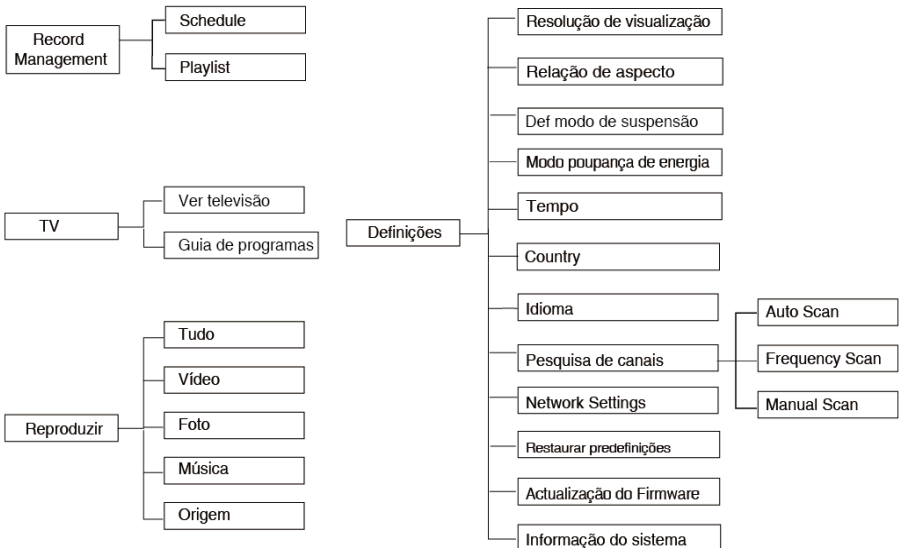 Record
Management
Schedule
Playlist
TV
Ver televisão
Guia de programas
Reproduzir
Tudo
Vídeo
Foto
Música
Origem
Definições
Resolução de visualização
Relação de aspecto
Def modo de suspensão
Modo poupança de energia
Tempo
Country
Idioma
Pesquisa de canais
Auto Scan
Frequency Scan
Manual Scan
Network Settings
Restaurar predefinições
Actualização do Firmware
Informação do sistema